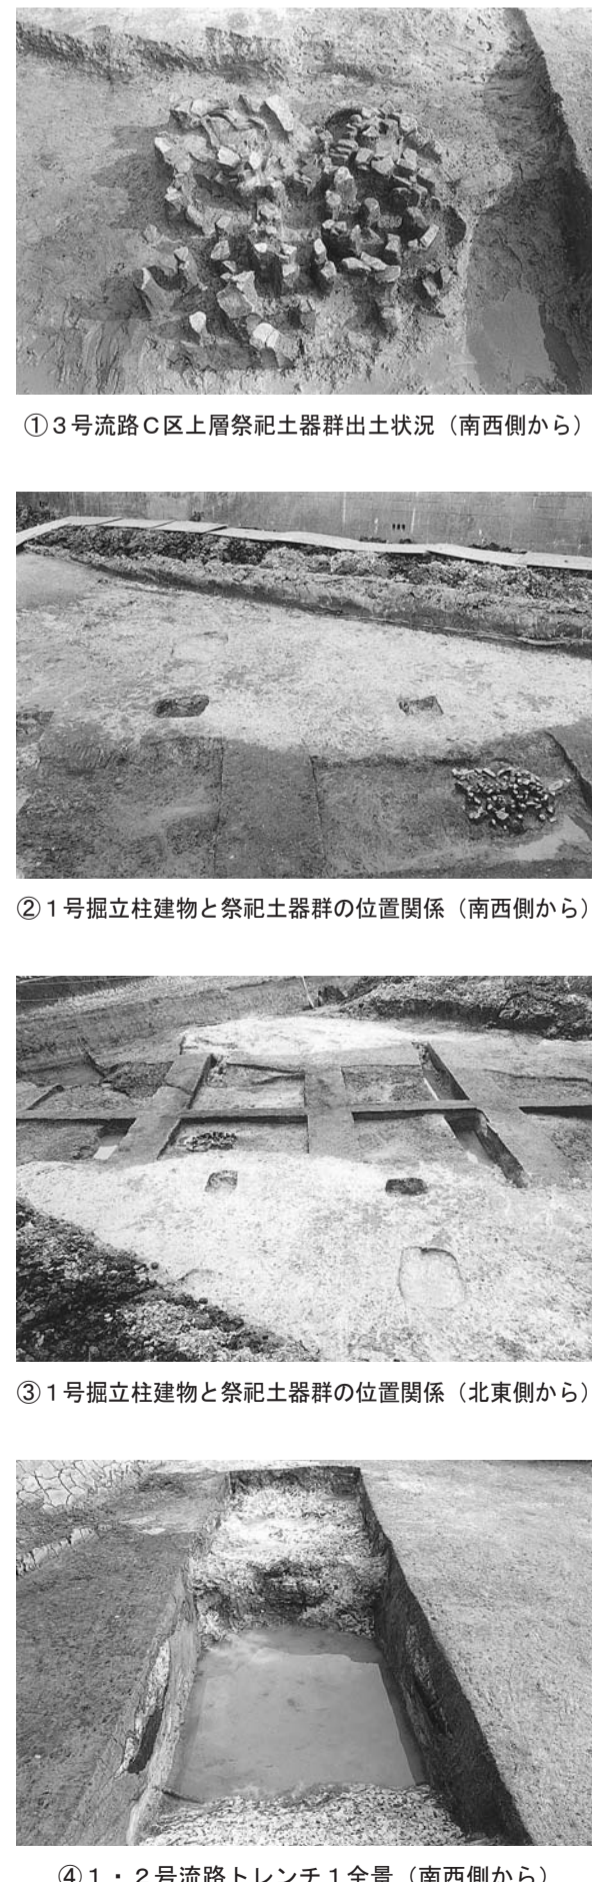 ①３号流路Ｃ区上層祭祀土器群出土状況（南西側から）
②１号掘立柱建物と祭祀土器群の位置関係（南西側から）
③１号掘立柱建物と祭祀土器群の位置関係（北東側から）
④１・２号流路トレンチ１全景（南西側から）